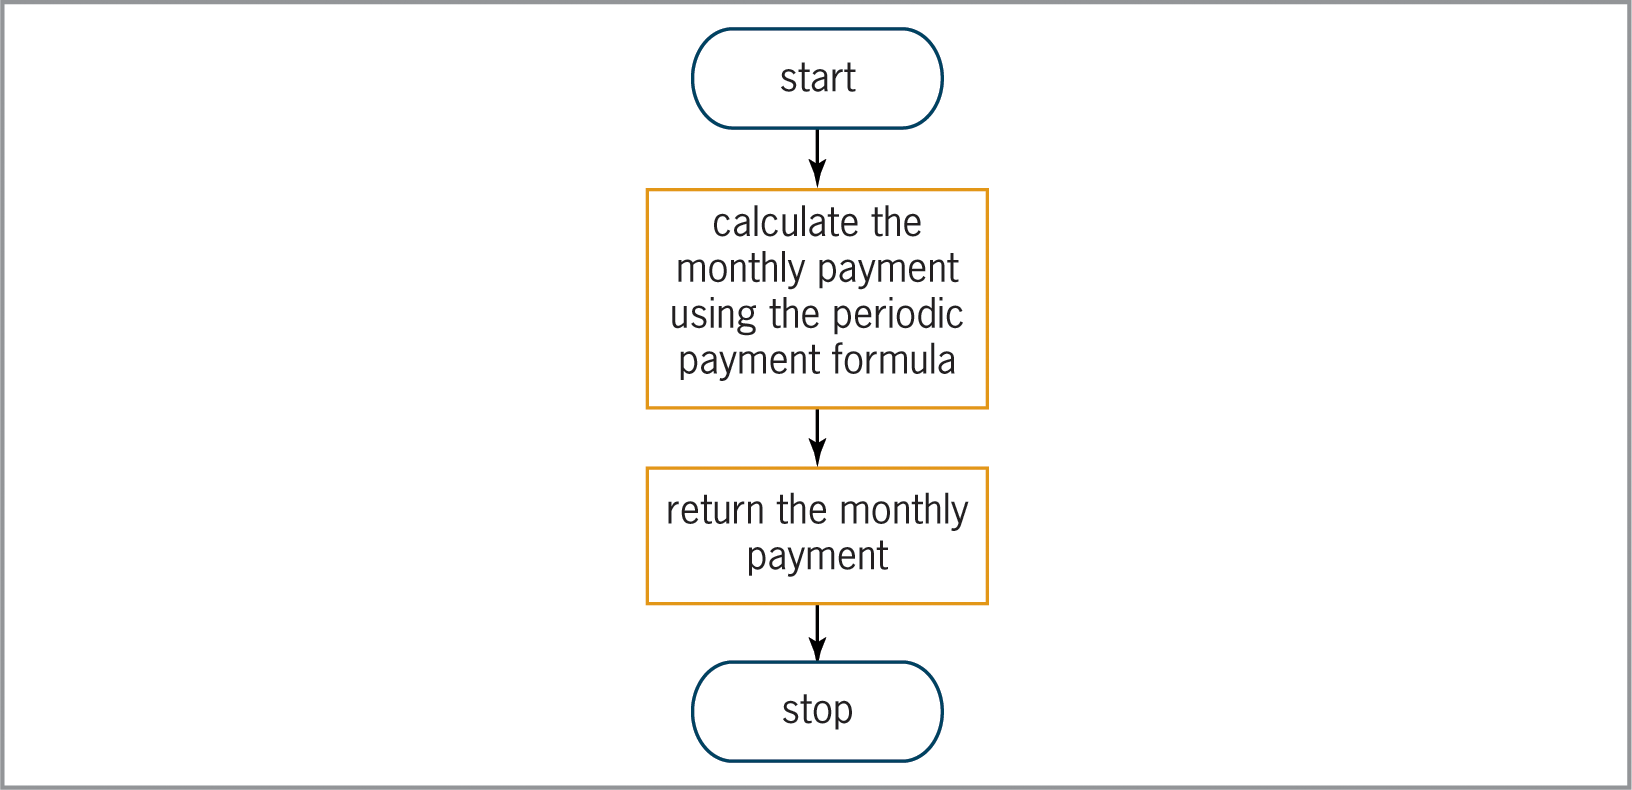 start
calculate the
monthly payment
using the periodic
payment formula
return the monthly
payment
stop